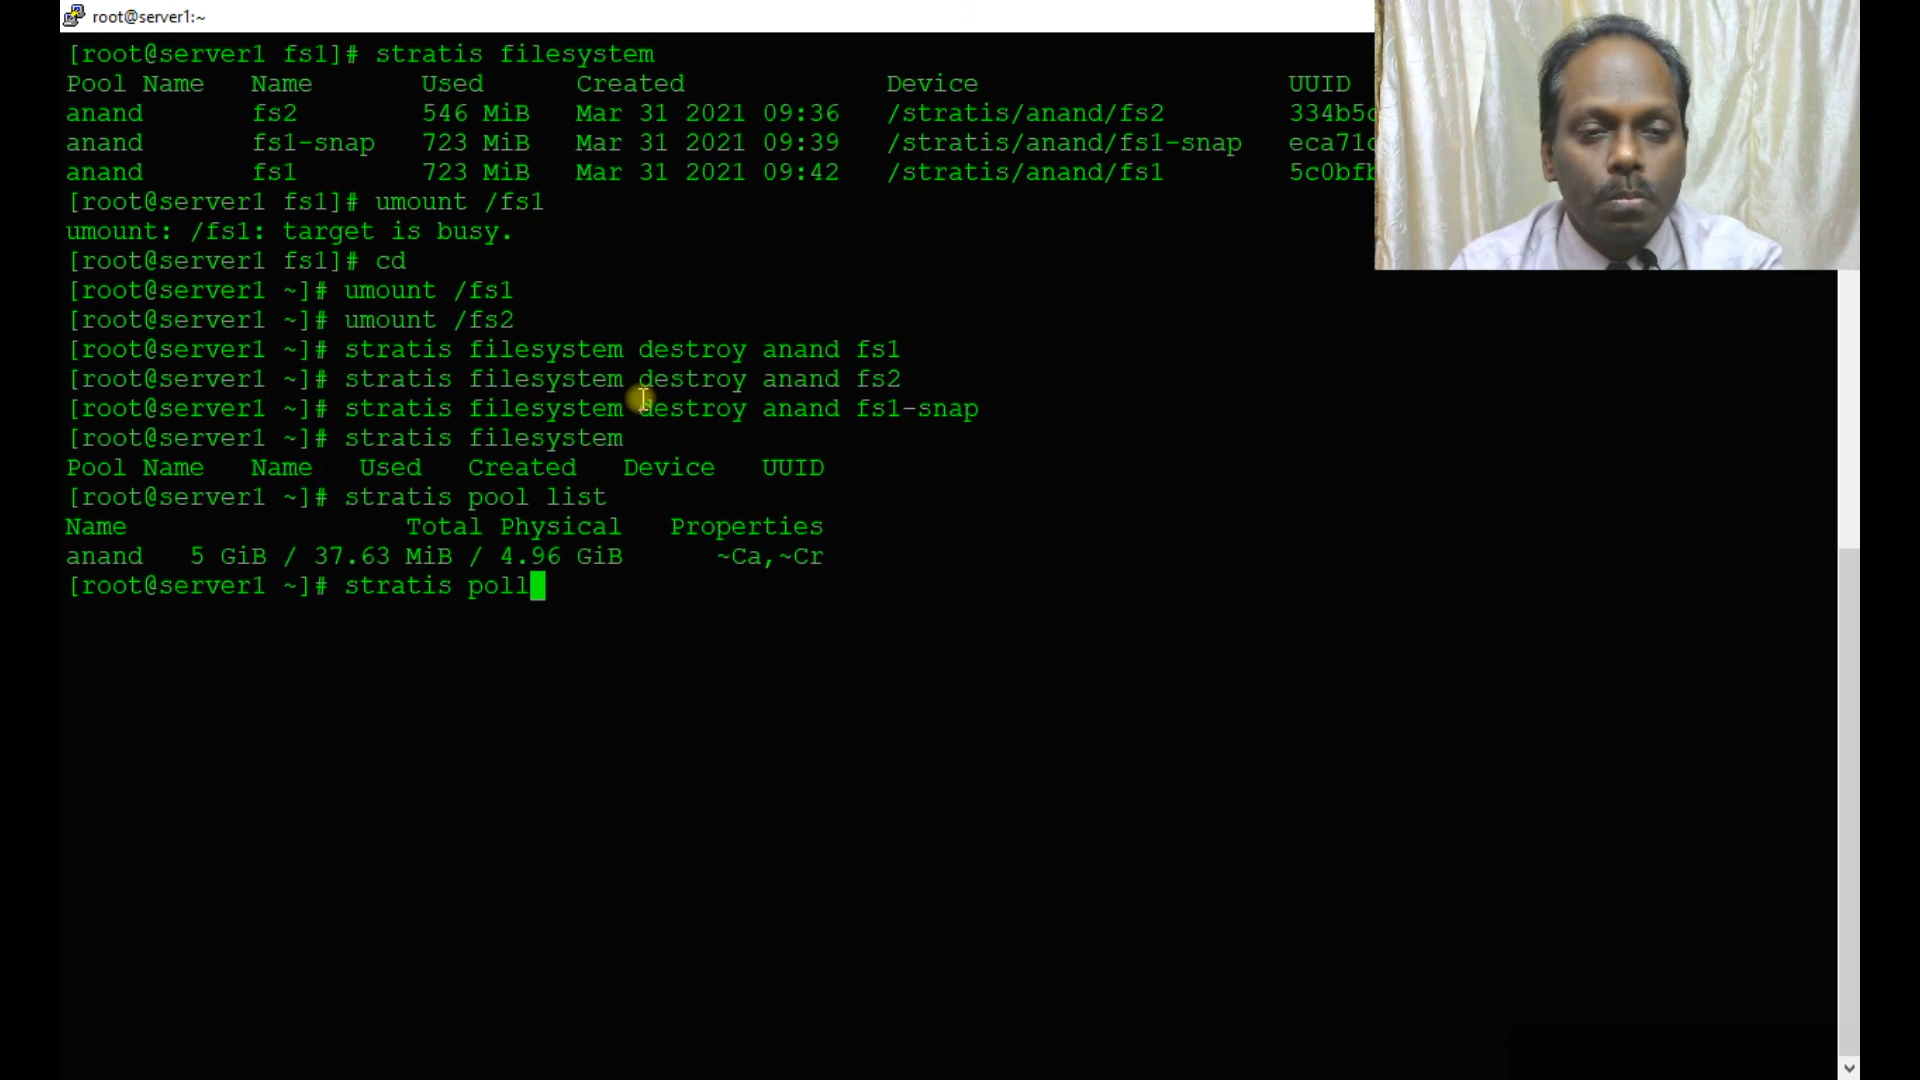 root@server1:~
[root@server1 fs1]# stratis filesystem
Pool Name Name Used Created Device UUID
anand fs2 546 MiB Mar 31 2021 09:36 /stratis/anand/fs2 334b5
anand fs1-snap 723 MiB Mar 31 2021 09:39 /stratis/anand/fs1-snap eca71
anand fs1 723 MiB Mar 31 2021 09:42 /stratis/anand/fs1 5c0bf
[root@server1 fs1]# umount /fs1
umount: /fs1: target is busy.
[root@server1 fs1]# cd
[root@server1 ~]# umount /fs1
[root@server1 ~]# umount /fs2
[root@server1 ~]# stratis filesystem destroy anand fs1
[root@server1 ~]# stratis filesystem destroy anand fs2
[root@server1 ~]# stratis filesystem destroy anand fs1-snap
[root@server1 ~]# stratis filesystem
Pool Name Name Used Created Device UUID
[root@server1 ~]# stratis pool list
Name Total Physical Properties
anand 5 GiB / 37.63 MiB / 4.96 GiB ~Ca,~Cr
[root@server1 ~]# stratis poll